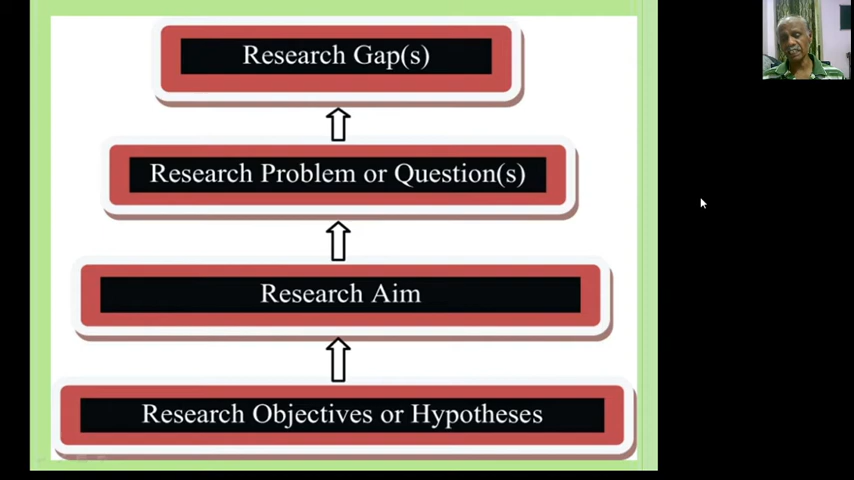 Research Gap(s)
Research Problem or Question(s)
Research Aim
Research Objectives or Hypotheses